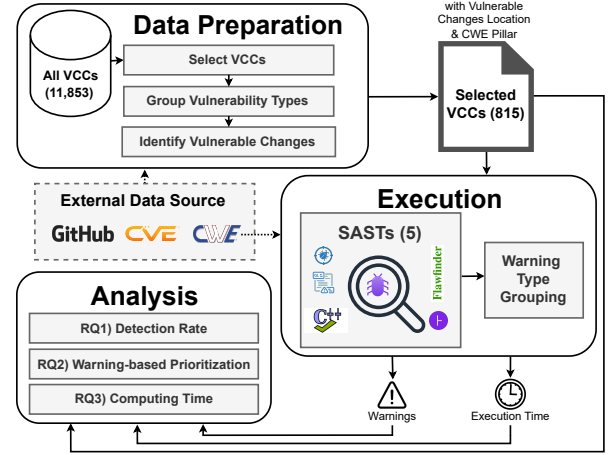 Data Preparation
All VCCs
(11,853)
Select VCCs
Group Vulnerability Types
Identify Vulnerable Changes
with Vulnerable
Changes Location
& CWE Pillar
Selected
VCCs (815)
External Data Source
GitHub
CVE
CWE
Execution
SASTs (5)
C++
Flawfinder
Warning
Type
Grouping
Analysis
RQ1) Detection Rate
RQ2) Warning-based Prioritization
RQ3) Computing Time
Warnings
Execution Time